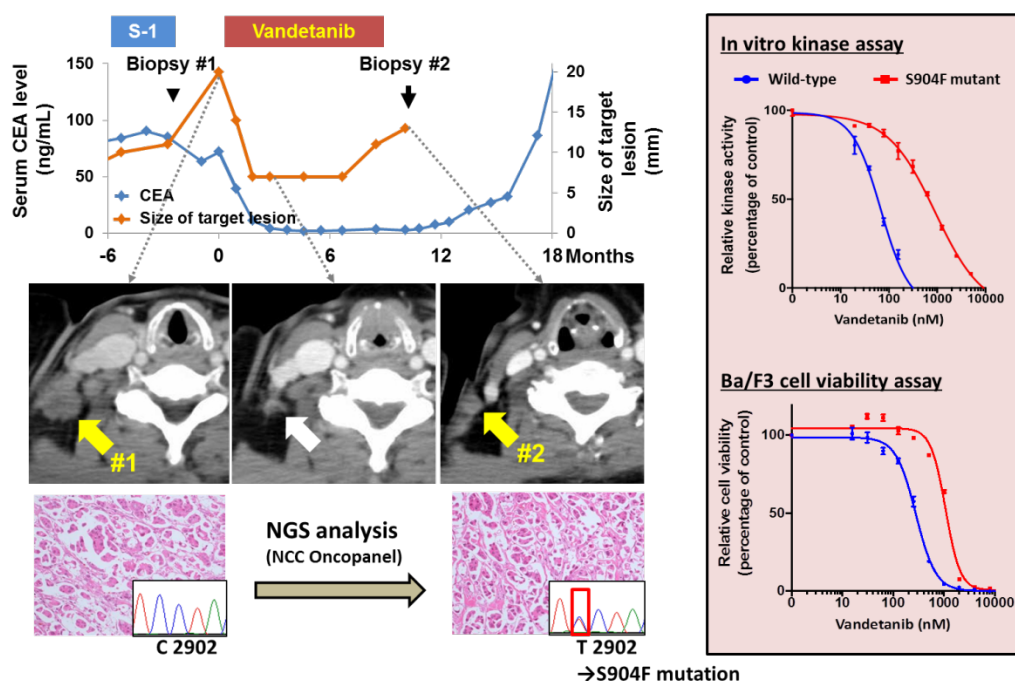 S-1
Vandetanib
Biopsy #1
Biopsy #2
Serum CEA level
(ng/mL)
150
100
50
0
CEA
Size of target lesion
20
15
10
5
0
Size of target
lesion
(mm)
-6
0
6
12
18
Months
#1
#2
NGS analysis
(NCC Oncopanel)
C 2902
T 2902
→S904F mutation
In vitro kinase assay
Wild-type
S904F mutant
Relative kinase activity
(percentage of control)
100
50
0
0
10
100
1000
10000
Vandetanib (nM)
Ba/F3 cell viability assay
Relative cell viability
(percentage of control)
100
50
0
0
10
100
1000
10000
Vandetanib (nM)